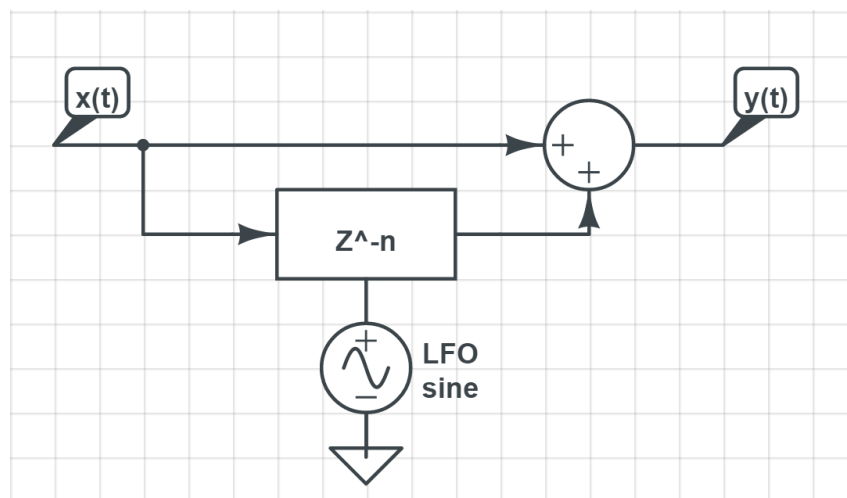 x(t)
y(t)
+
+
Z^-n
LFO
sine